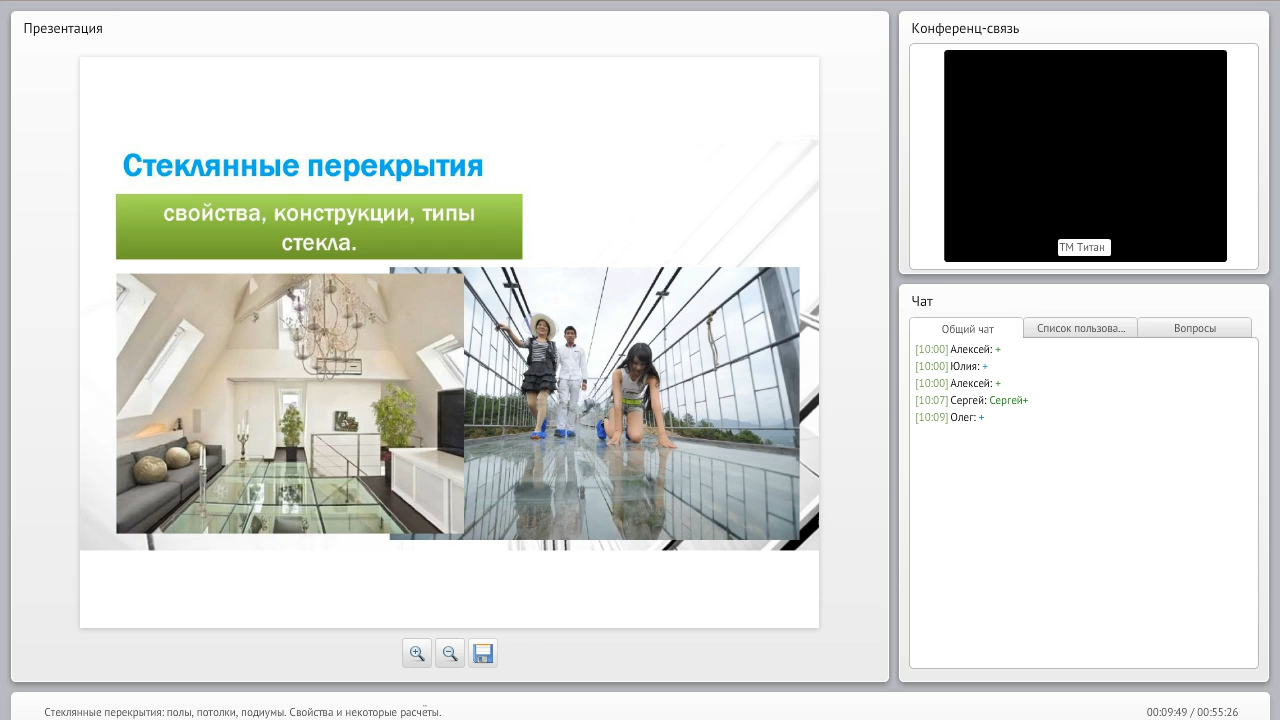 Презентация
Стеклянные перекрытия
свойства, конструкции, типы
стекла.
Конференц-связь
ТМ Титан
Чат
Общий чат
Список пользова...
Вопросы
[10:00] Алексей: +
[10:00] Юлия: +
[10:00] Алексей: +
[10:07] Сергей: Сергей+
[10:09] Олег: +
Стеклянные перекрытия: полы, потолки, подиумы. Свойства и некоторые расчёты.
00:09:49 / 00:55:26